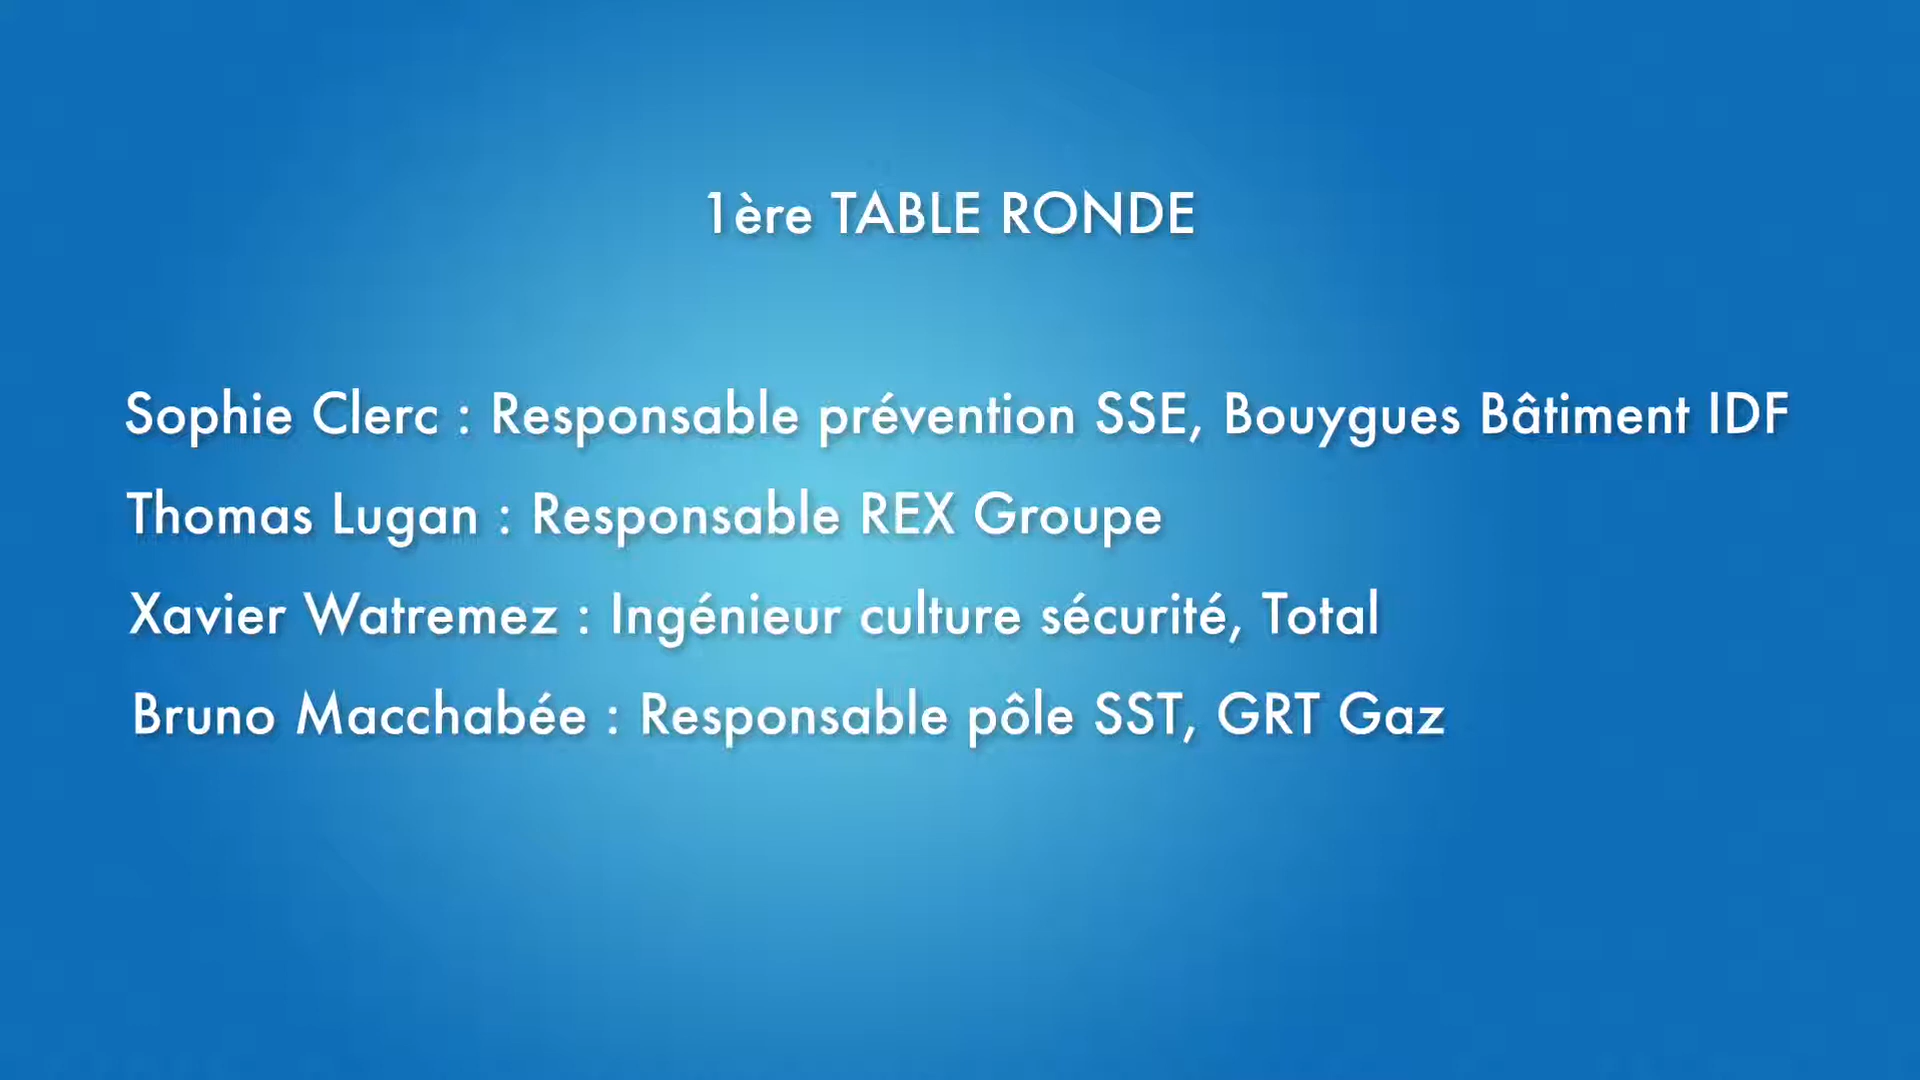 1ère TABLE RONDE
Sophie Clerc : Responsable prévention SSE, Bouygues Bâtiment IDF
Thomas Lugan : Responsable REX Groupe
Xavier Watremez : Ingénieur culture sécurité, Total
Bruno Macchabée : Responsable pôle SST, GRT Gaz